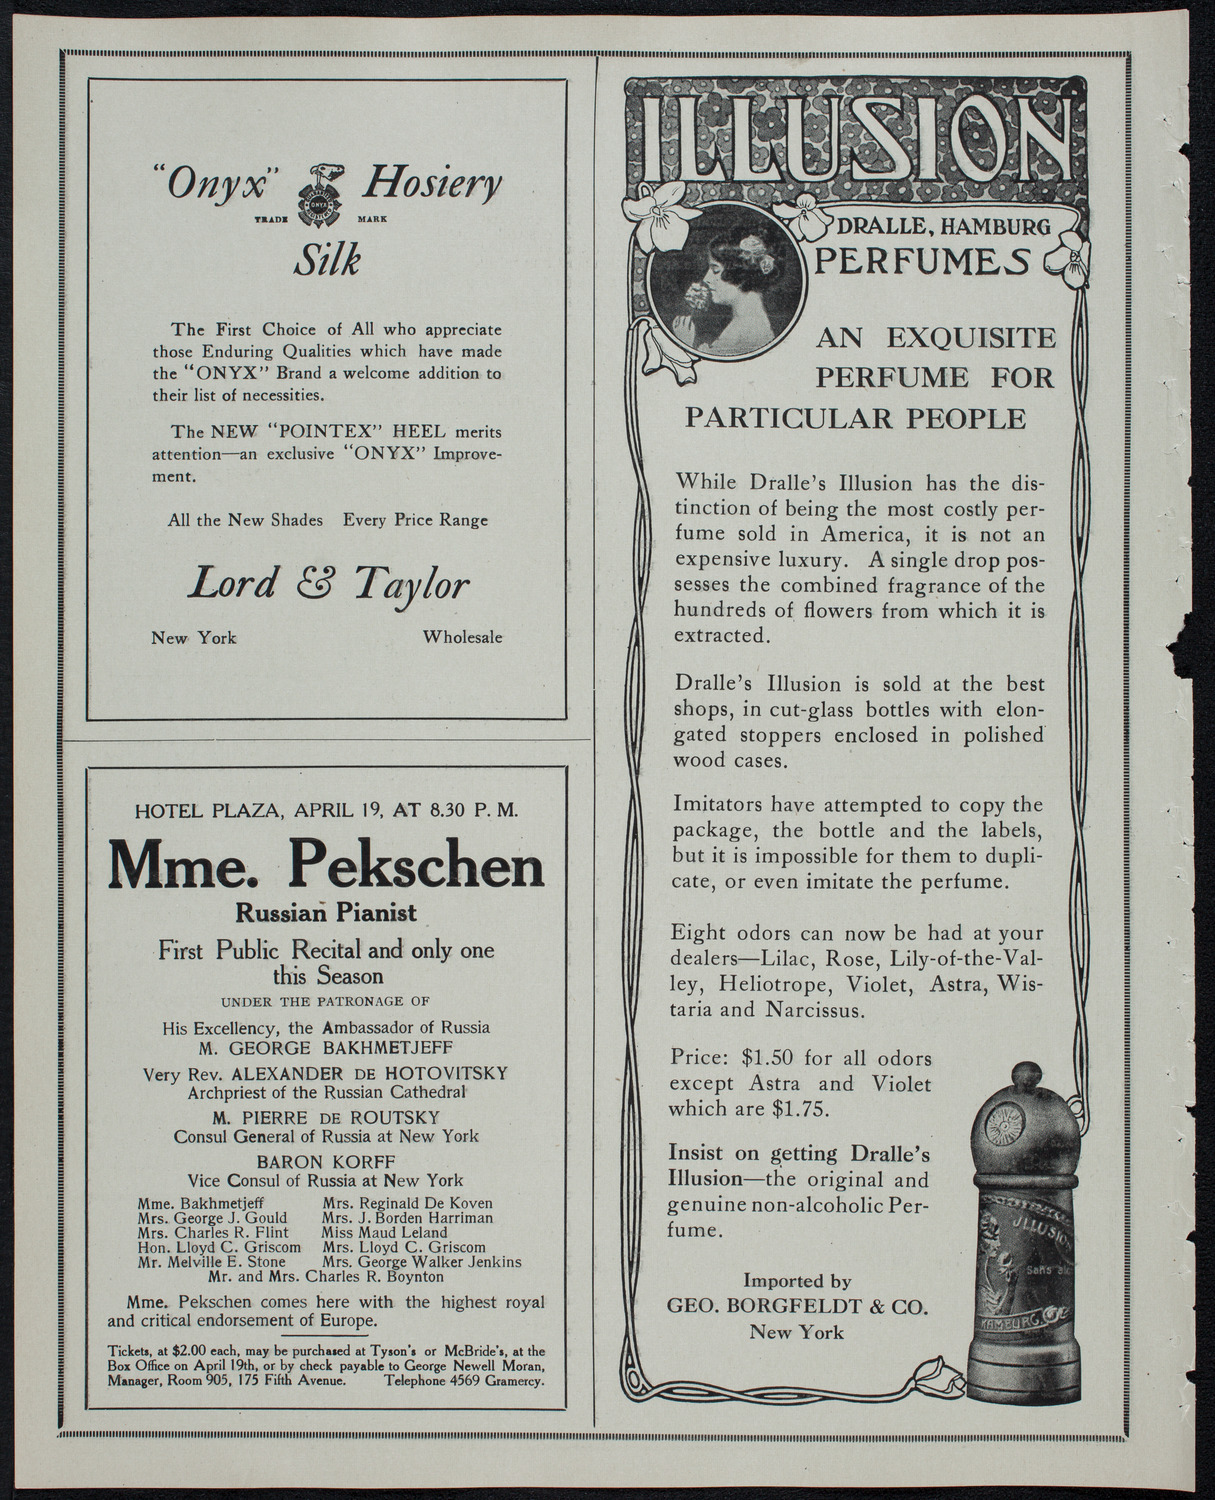 "Onyx" Hosiery
TRADE MARK
ONYX
Silk
The First Choice of All who appreciate
those Enduring Qualities which have made
the "ONYX" Brand a welcome addition to
their list of necessities.
The NEW "POINTEX" HEEL merits
attention—an exclusive "ONYX" Improve-
ment.
All the New Shades Every Price Range
Lord & Taylor
New York Wholesale
HOTEL PLAZA, APRIL 19, AT 8.30 P. M.
Mme. Pekschen
Russian Pianist
First Public Recital and only one
this Season
UNDER THE PATRONAGE OF
His Excellency, the Ambassador of Russia
M. GEORGE BAKHMETJEFF
Very Rev. ALEXANDER DE HOTOVITSKY
Archpriest of the Russian Cathedral
M. PIERRE DE ROUTSKY
Consul General of Russia at New York
BARON KORFF
Vice Consul of Russia at New York
Mme. Bakhmetjeff Mrs. Reginald De Koven
Mrs. George J. Gould Mrs. J. Borden Harriman
Mrs. Charles R. Flint Miss Maud Leland
Hon. Lloyd C. Griscom Mrs. Lloyd C. Griscom
Mr. Melville E. Stone Mrs. George Walker Jenkins
Mr. and Mrs. Charles R. Boynton
Mme. Pekschen comes here with the highest royal
and critical endorsement of Europe.
Tickets, at $2.00 each, may be purchased at Tyson's or McBride's, at the
Box Office on April 19th, or by check payable to George Newell Moran,
Manager, Room 905, 175 Fifth Avenue. Telephone 4569 Gramercy.
ILLUSION
DRALLE, HAMBURG
PERFUMES
AN EXQUISITE
PERFUME FOR
PARTICULAR PEOPLE
While Dralle's Illusion has the dis-
tinction of being the most costly per-
fume sold in America, it is not an
expensive luxury. A single drop pos-
sesses the combined fragrance of the
hundreds of flowers from which it is
extracted.
Dralle's Illusion is sold at the best
shops, in cut-glass bottles with elon-
gated stoppers enclosed in polished
wood cases.
Imitators have attempted to copy the
package, the bottle and the labels,
but it is impossible for them to dupli-
cate, or even imitate the perfume.
Eight odors can now be had at your
dealers—Lilac, Rose, Lily-of-the-Val-
ley, Heliotrope, Violet, Astra, Wis-
taria and Narcissus.
Price: $1.50 for all odors
except Astra and Violet
which are $1.75.
Insist on getting Dralle's
Illusion—the original and
genuine non-alcoholic Per-
fume.
Imported by
GEO. BORGFELDT & CO.
New York
ILLUSION
HAMBURG